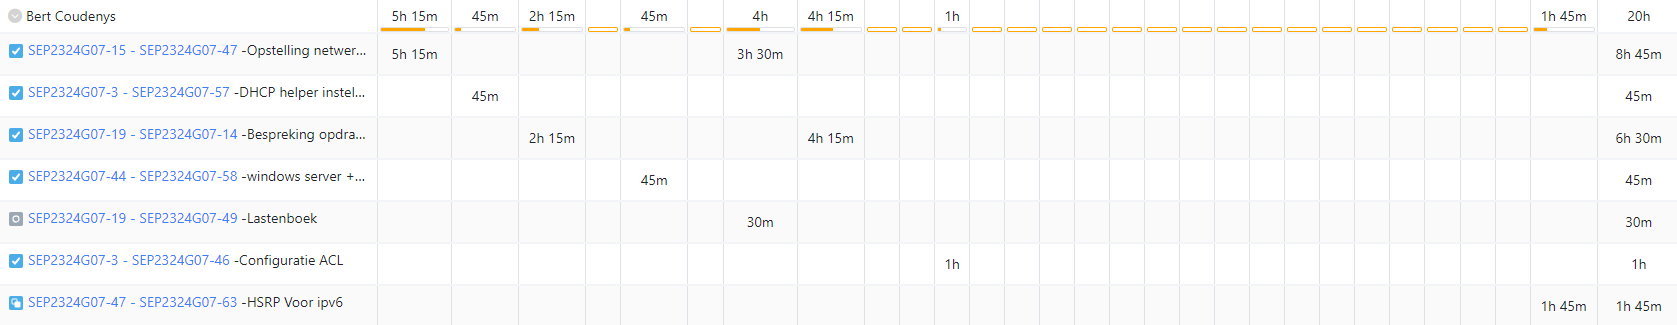 Bert Coudenys 5h 15m 45m 2h 15m 45m 4h 4h 15m 1h 1h 45m 20h
SEP2324G07-15 - SEP2324G07-47 -Opstelling netwer... 5h 15m 3h 30m 8h 45m
SEP2324G07-3 - SEP2324G07-57 -DHCP helper instel... 45m 45m
SEP2324G07-19 - SEP2324G07-14 -Bespreking opdra... 2h 15m 4h 15m 6h 30m
SEP2324G07-44 - SEP2324G07-58 -windows server +... 45m 45m
SEP2324G07-19 - SEP2324G07-49 -Lastenboek 30m 30m
SEP2324G07-3 - SEP2324G07-46 -Configuratie ACL 1h 1h
SEP2324G07-47 - SEP2324G07-63 -HSRP Voor ipv6 1h 45m 1h 45m